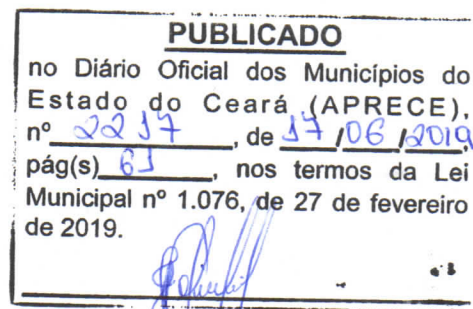 PUBLICADO
no Diário Oficial dos Municípios do
Estado do Ceará (APRECE),
nº 2217, de 17/06/2019,
pág(s) 61, nos termos da Lei
Municipal nº 1.076, de 27 de fevereiro
de 2019.